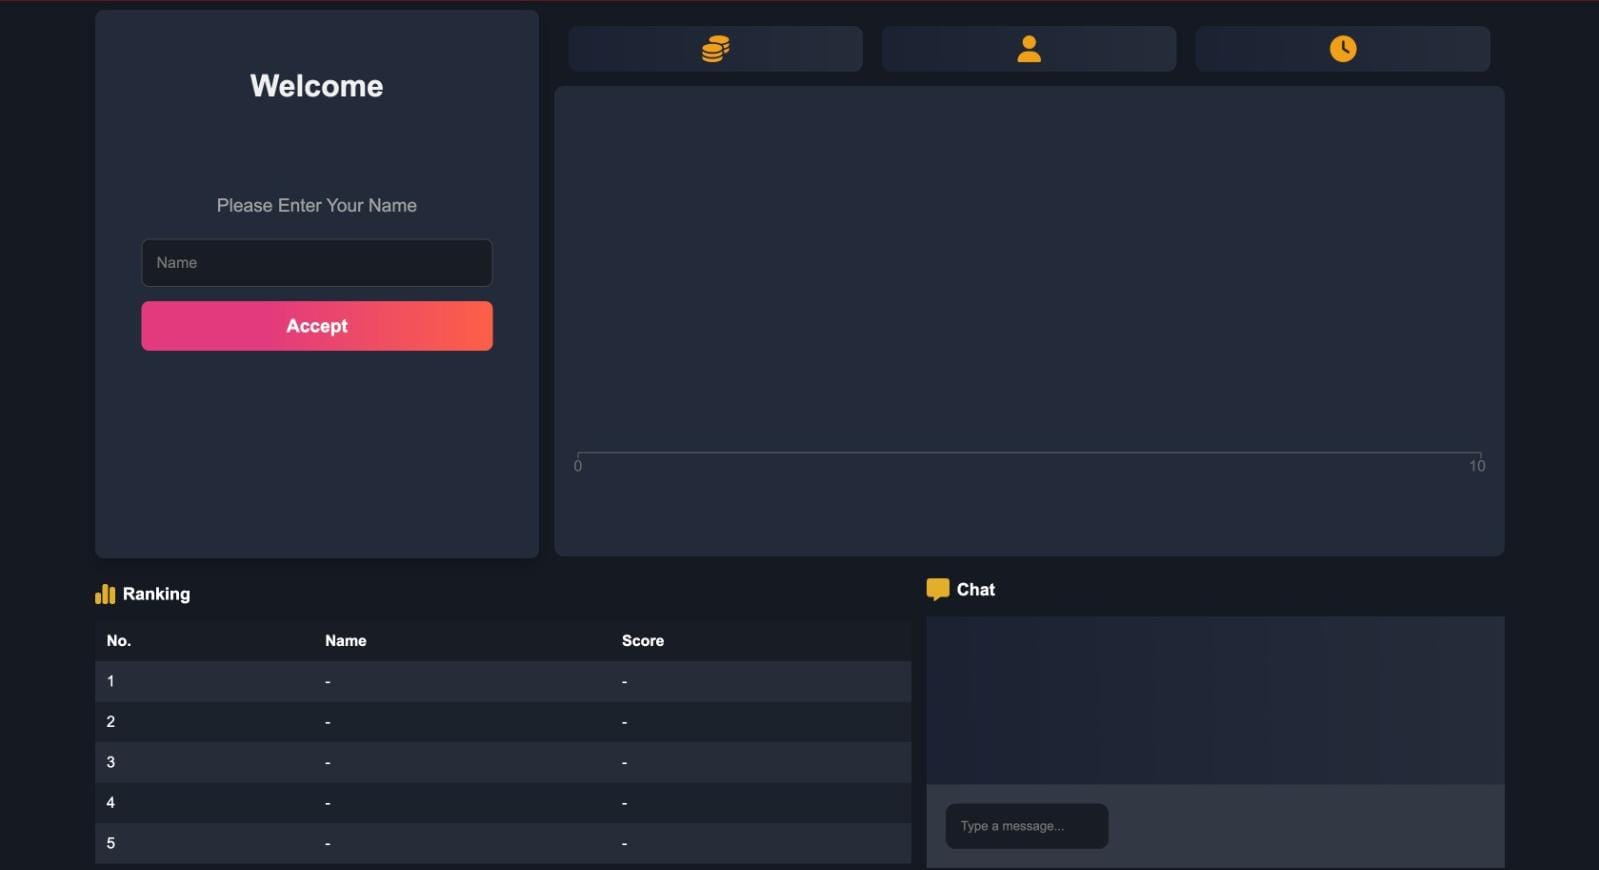 Welcome
Please Enter Your Name
Name
Accept
0 10
Ranking
No. Name Score
1 - -
2 - -
3 - -
4 - -
5 - -
Chat
Type a message...